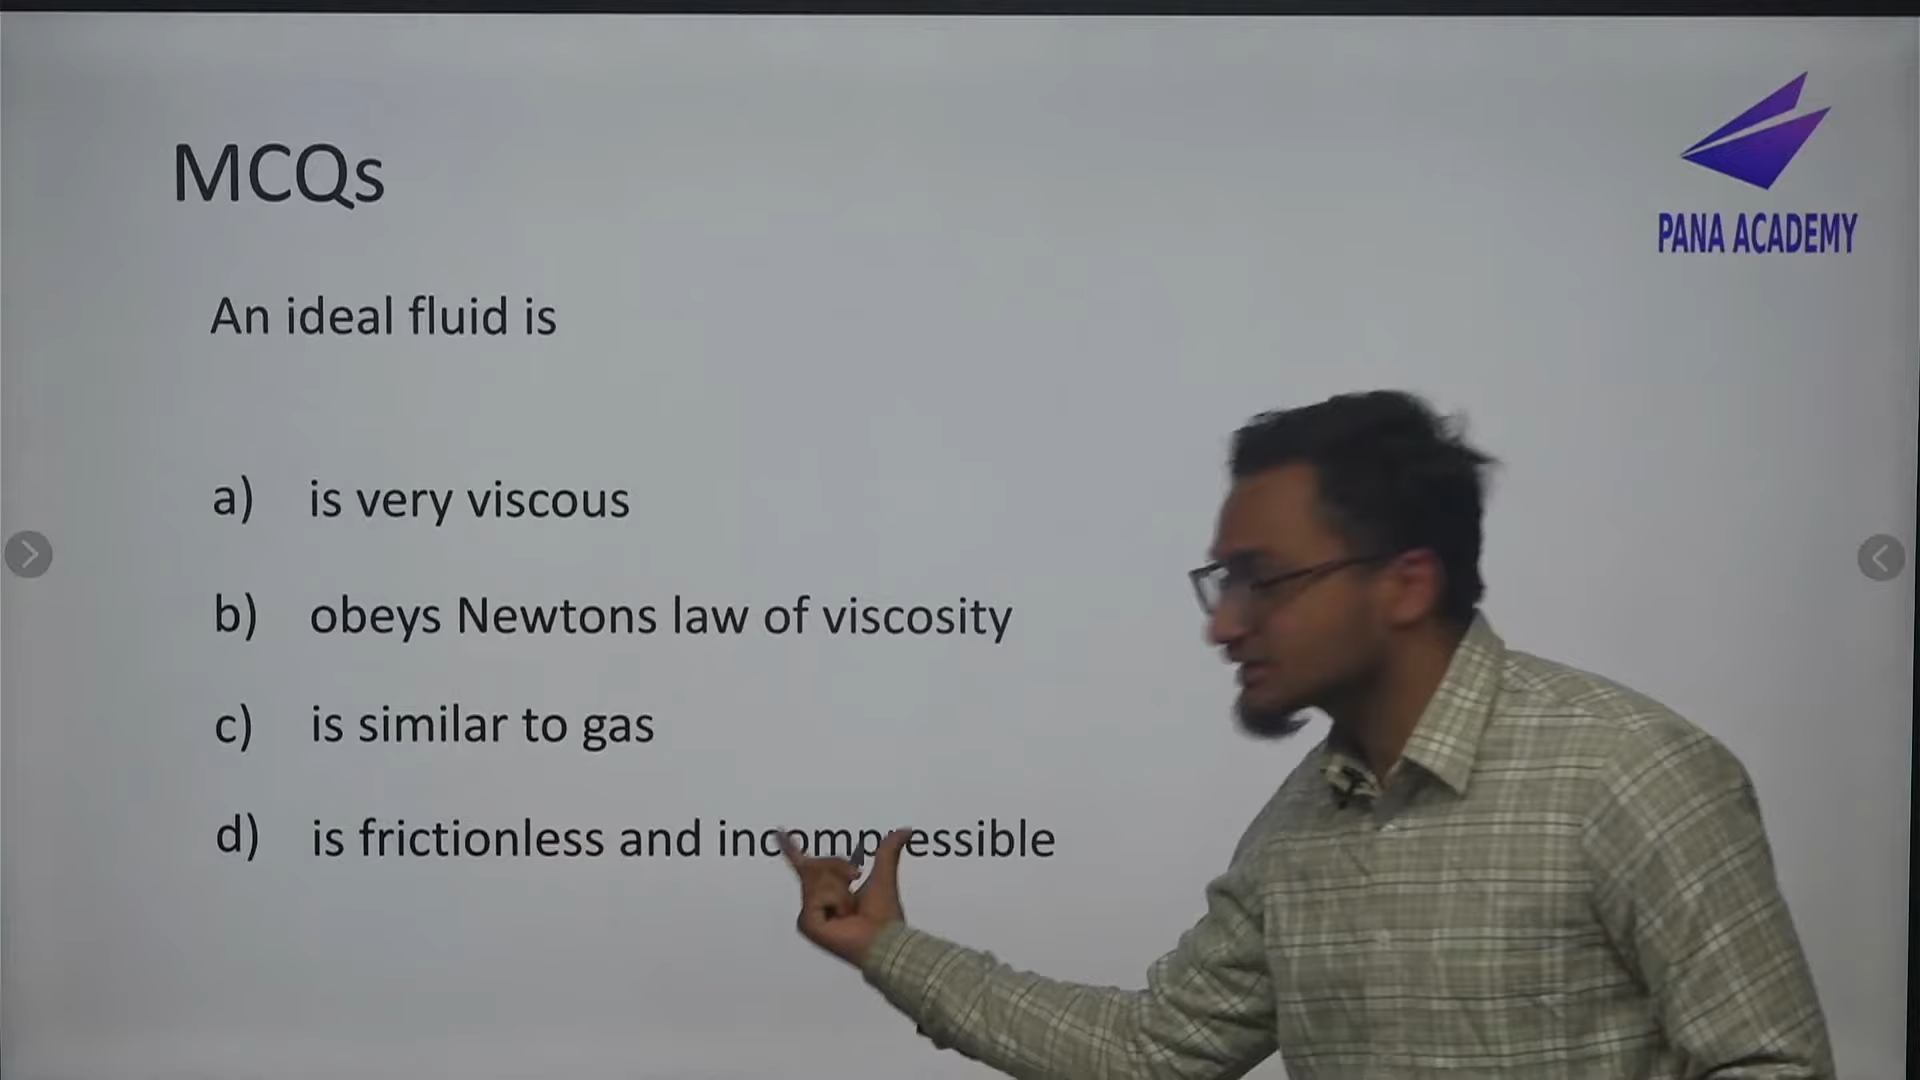 MCQs
PANA ACADEMY
An ideal fluid is
a) is very viscous
b) obeys Newtons law of viscosity
c) is similar to gas
d) is frictionless and incompressible